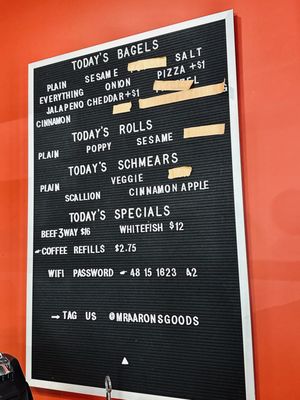 TODAY'S BAGELS
PLAIN SESAME SALT
EVERYTHING ONION PIZZA +$1
JALAPENO CHEDDAR +$1
CINNAMON
TODAY'S ROLLS
PLAIN POPPY SESAME
TODAY'S SCHMEARS
PLAIN VEGGIE
SCALLION CINNAMON APPLE
TODAY'S SPECIALS
BEEF 3WAY $16 WHITEFISH $12
COFFEE REFILLS $2.75
WIFI PASSWORD 48 15 1623 42
→ TAG US @MRAARONSGOODS